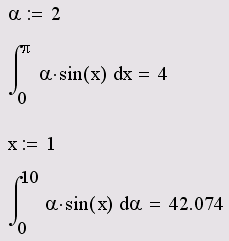 α := 2
∫₀^π α·sin(x) dx = 4
x := 1
∫₀^10 α·sin(x) dα = 42.074